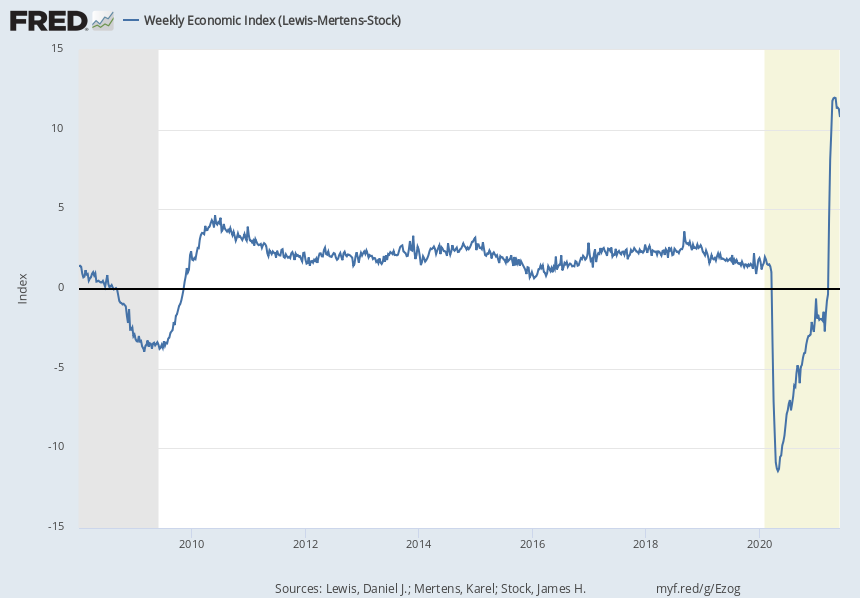 FRED
Weekly Economic Index (Lewis-Mertens-Stock)
15
10
5
0
-5
-10
-15
Index
2010 2012 2014 2016 2018 2020
Sources: Lewis, Daniel J.; Mertens, Karel; Stock, James H. myf.red/g/Ezog